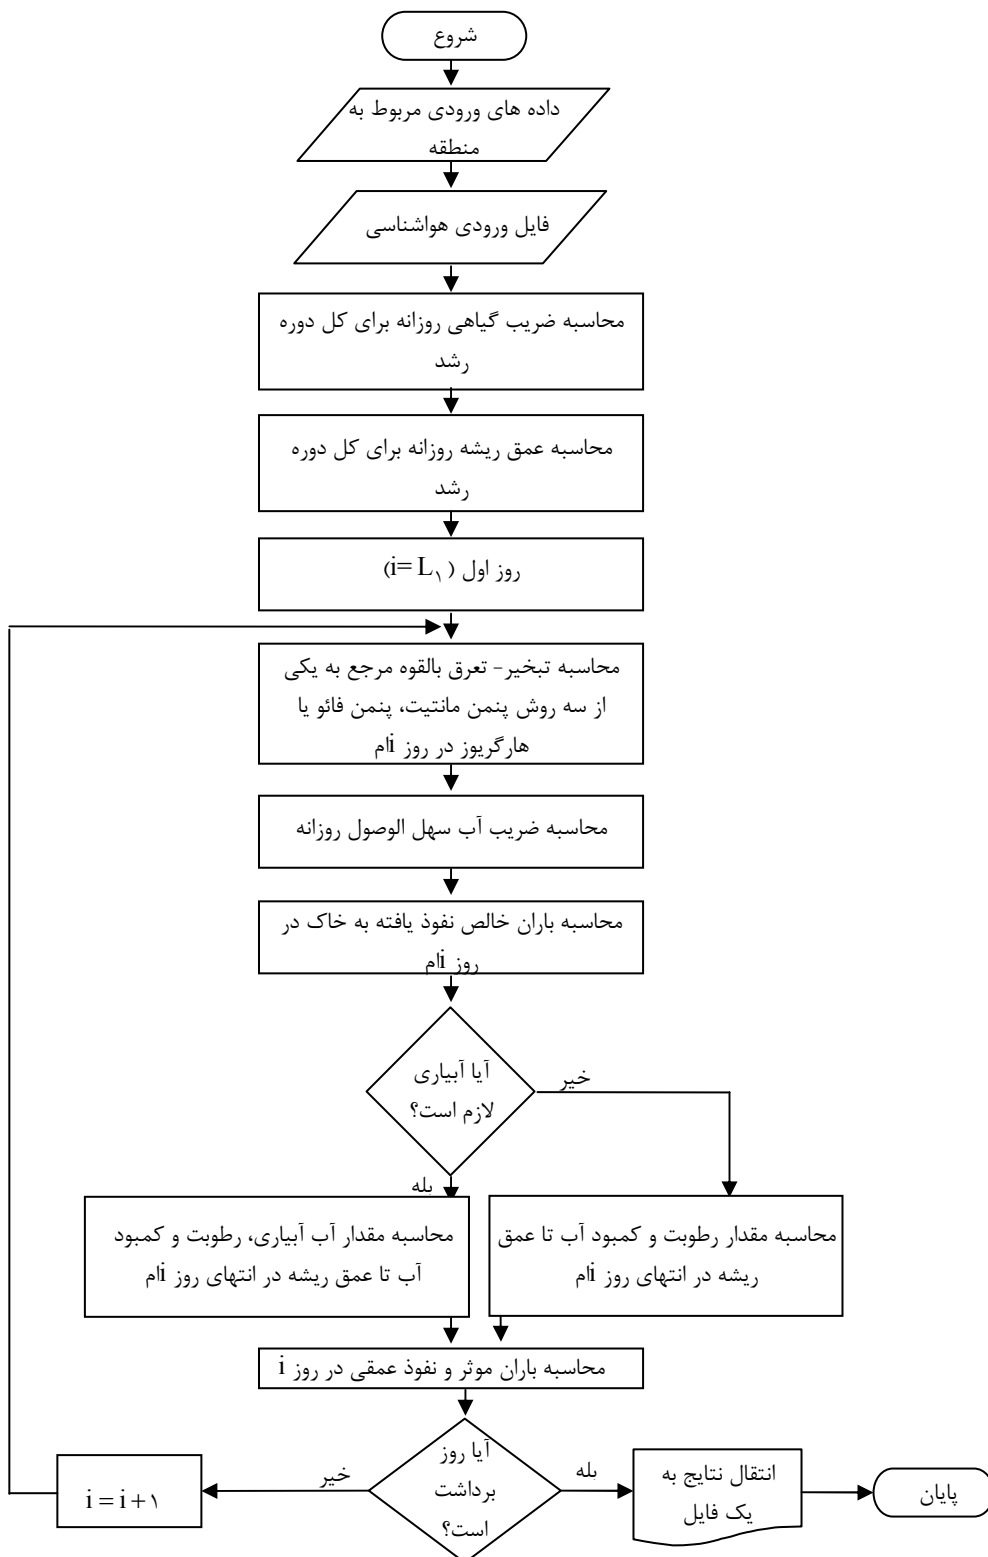 شروع
داده های ورودی مربوط به
منطقه
فایل ورودی هواشناسی
محاسبه ضریب گیاهی روزانه برای کل دوره
رشد
محاسبه عمق ریشه روزانه برای کل دوره
رشد
روز اول (i= L۱)
محاسبه تبخیر- تعرق بالقوه مرجع به یکی
از سه روش پنمن مانتیت، پنمن فائو یا
هارگریوز در روز iام
محاسبه ضریب آب سهل الوصول روزانه
محاسبه باران خالص نفوذ یافته به خاک در
روز iام
آیا آبیاری
لازم است؟
خیر
بله
محاسبه مقدار رطوبت و کمبود آب تا عمق
ریشه در انتهای روز iام
محاسبه مقدار آب آبیاری، رطوبت و کمبود
آب تا عمق ریشه در انتهای روز iام
محاسبه باران موثر و نفوذ عمقی در روز i
آیا روز
برداشت
است؟
خیر
i = i+۱
بله
انتقال نتایج به
یک فایل
پایان